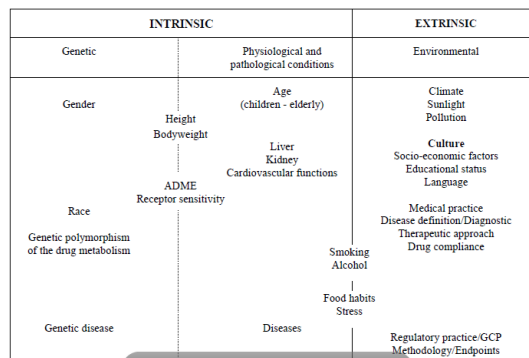 INTRINSIC
EXTRINSIC
Genetic
Physiological and
pathological conditions
Environmental
Gender
Age
(children - elderly)
Climate
Sunlight
Pollution
Height
Bodyweight
Liver
Kidney
Cardiovascular functions
Culture
Socio-economic factors
Educational status
Language
ADME
Receptor sensitivity
Race
Genetic polymorphism
of the drug metabolism
Medical practice
Disease definition/Diagnostic
Therapeutic approach
Drug compliance
Smoking
Alcohol
Food habits
Stress
Genetic disease
Diseases
Regulatory practice/GCP
Methodology/Endpoints